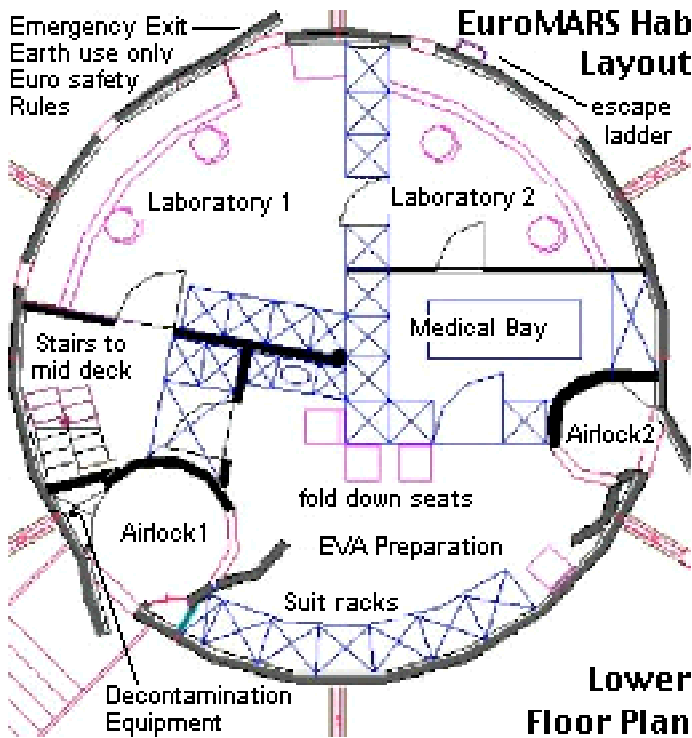 EuroMARS Hab
Layout
Emergency Exit
Earth use only
Euro safety
Rules
escape
ladder
Laboratory 1
Laboratory 2
Medical Bay
Stairs to
mid deck
Airlock2
fold down seats
Airlock1
EVA Preparation
Suit racks
Decontamination
Equipment
Lower
Floor Plan